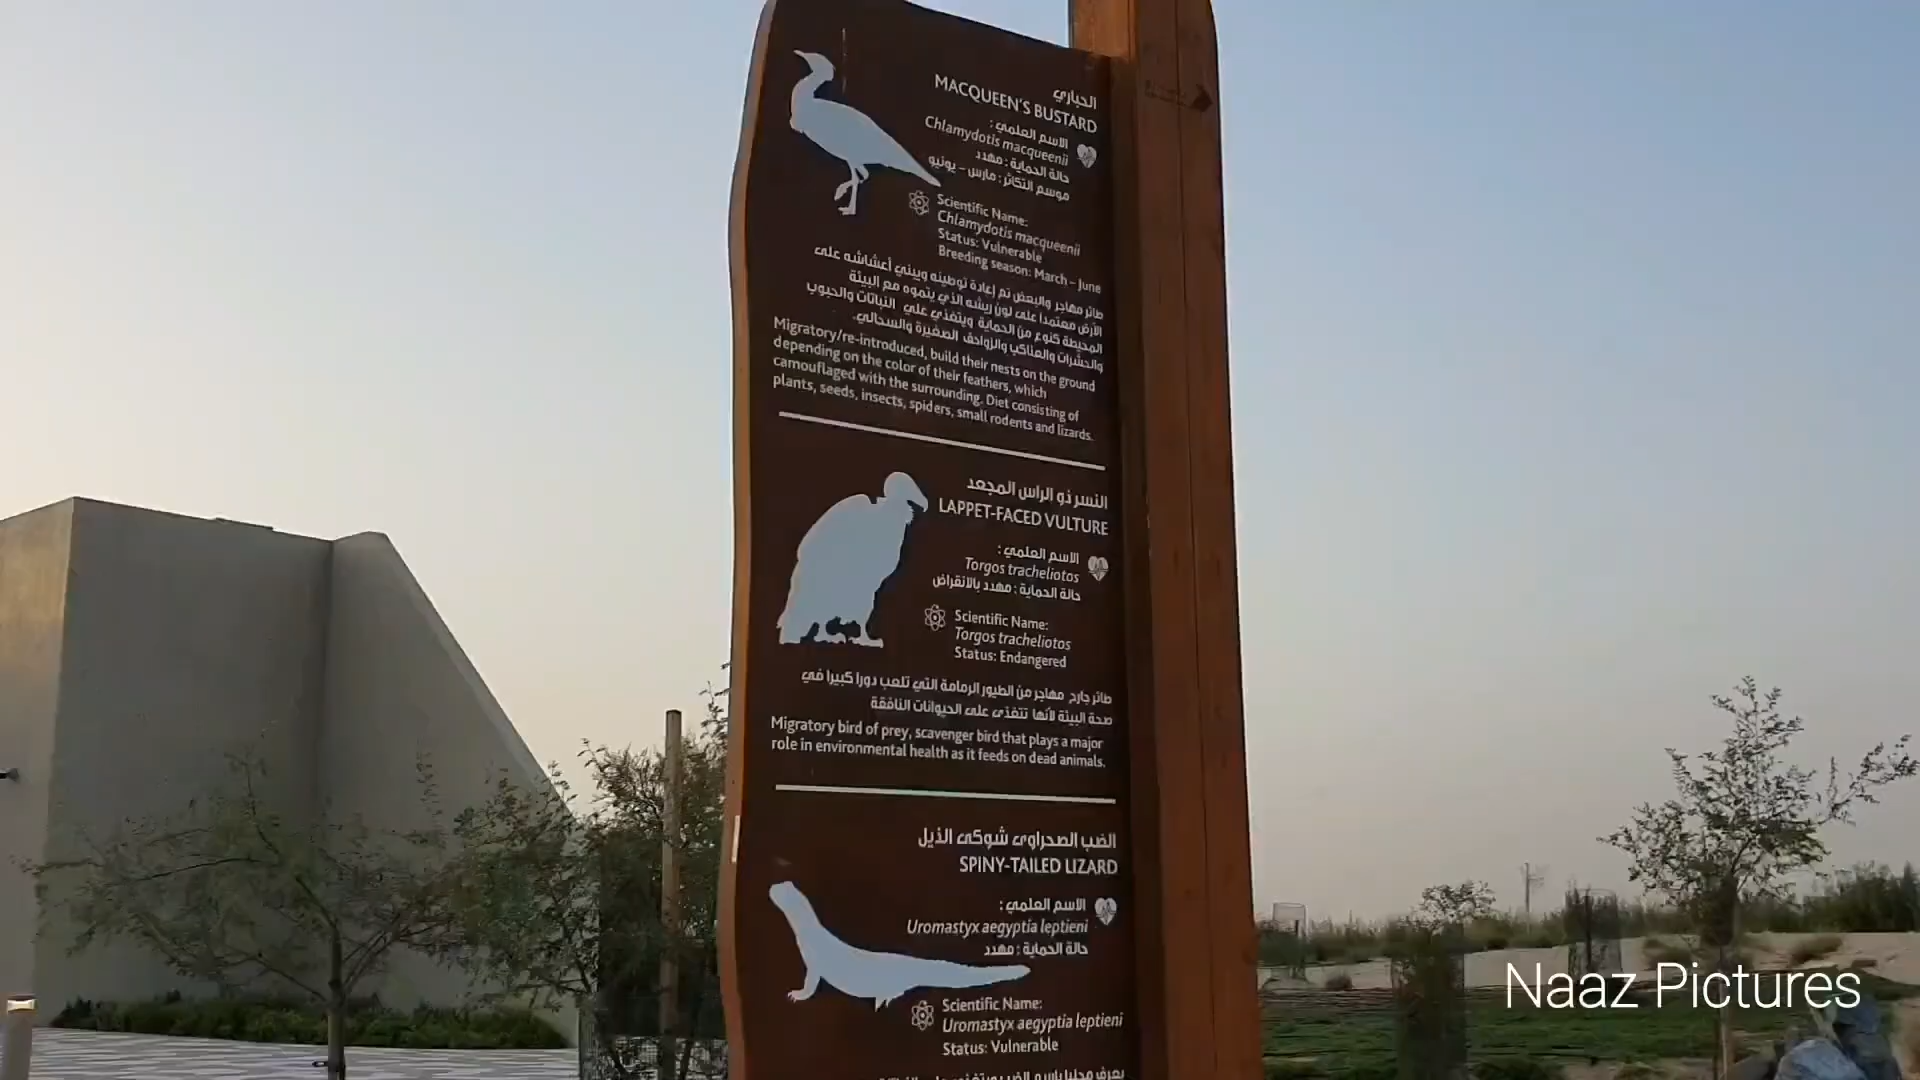 الحباري
MACQUEEN'S BUSTARD
الاسم العلمي :
Chlamydotis macqueenii
حالة الحماية : مهدد
موسم التكاثر : مارس - يونيو
Scientific Name:
Chlamydotis macqueenii
Status: Vulnerable
Breeding season: March – June
طائر مهاجر والبعض تم إعادة توطينه ويبني أعشاشه على
الأرض معتمدا على لون ريشه الذي يتموه مع البيئة
المحيطة كنوع من الحماية ويتغذي علي النباتات والحبوب
والحشرات والعناكب والزواحف الصغيرة والسحالي.
Migratory/re-introduced, build their nests on the ground
depending on the color of their feathers, which
camouflaged with the surrounding. Diet consisting of
plants, seeds, insects, spiders, small rodents and lizards.
النسر ذو الراس المجعد
LAPPET-FACED VULTURE
الاسم العلمي :
Torgos tracheliotos
حالة الحماية : مهدد بالانقراض
Scientific Name:
Torgos tracheliotos
Status: Endangered
طائر جارح مهاجر من الطيور الرمامة التي تلعب دورا كبيرا في
صحة البيئة لأنها تتغذى على الحيوانات النافقة
Migratory bird of prey, scavenger bird that plays a major
role in environmental health as it feeds on dead animals.
الضب الصحراوى شوكى الذيل
SPINY-TAILED LIZARD
الاسم العلمي :
Uromastyx aegyptia leptieni
حالة الحماية : مهدد
Scientific Name:
Uromastyx aegyptia leptieni
Status: Vulnerable
Naaz Pictures